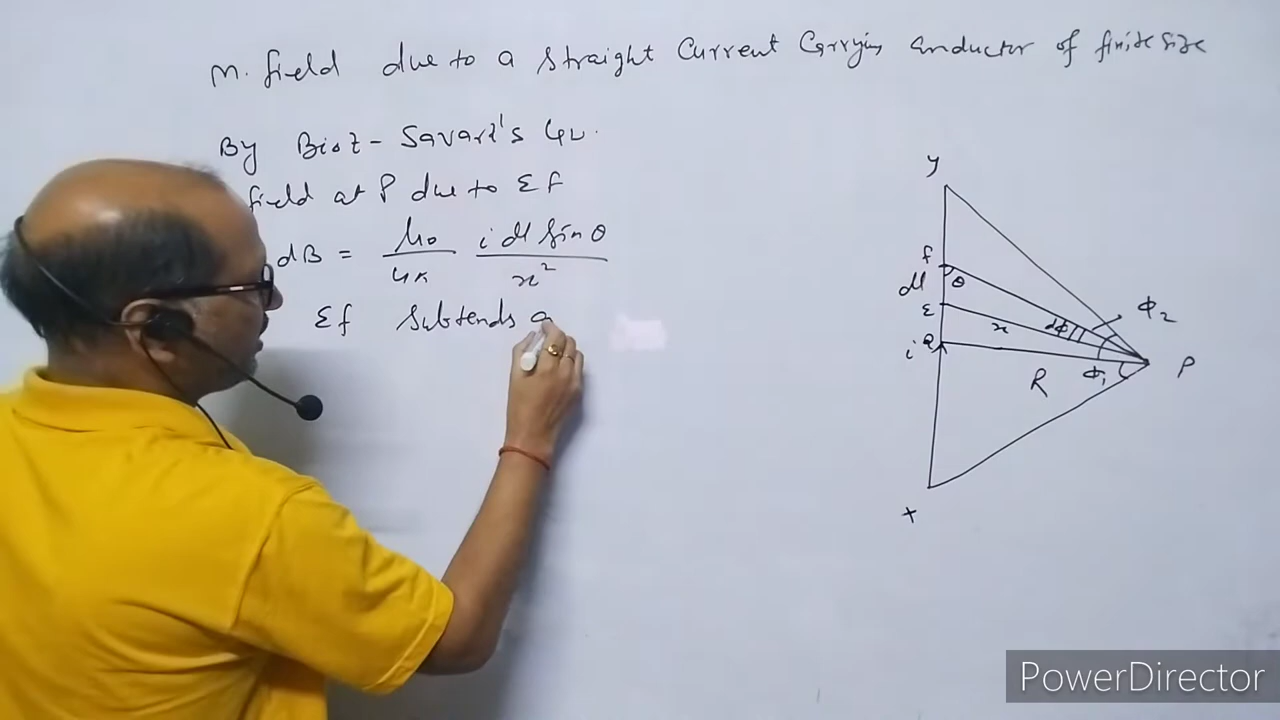 M. field due to a straight Current Carrying Conductor of finite size
By Biot - Savart's Law.
field at P due to EF
dB = μo/4π i dl sin θ/x²
EF subtends a
y
f
θ
dl
E
x
dϕ
ϕ2
i
Q
R
ϕ1
P
x
PowerDirector